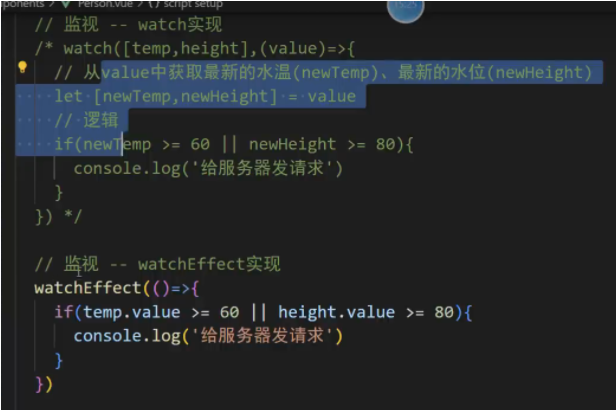 ponents > Person.vue > script setup
15:25
// 监视 -- watch实现
/* watch([temp,height],(value)=>{
// 从value中获取最新的水温(newTemp)、最新的水位(newHeight)
let [newTemp,newHeight] = value
// 逻辑
if(newTemp >= 60 || newHeight >= 80){
console.log('给服务器发请求')
}
}) */
// 监视 -- watchEffect实现
watchEffect(()=>{
if(temp.value >= 60 || height.value >= 80){
console.log('给服务器发请求')
}
})